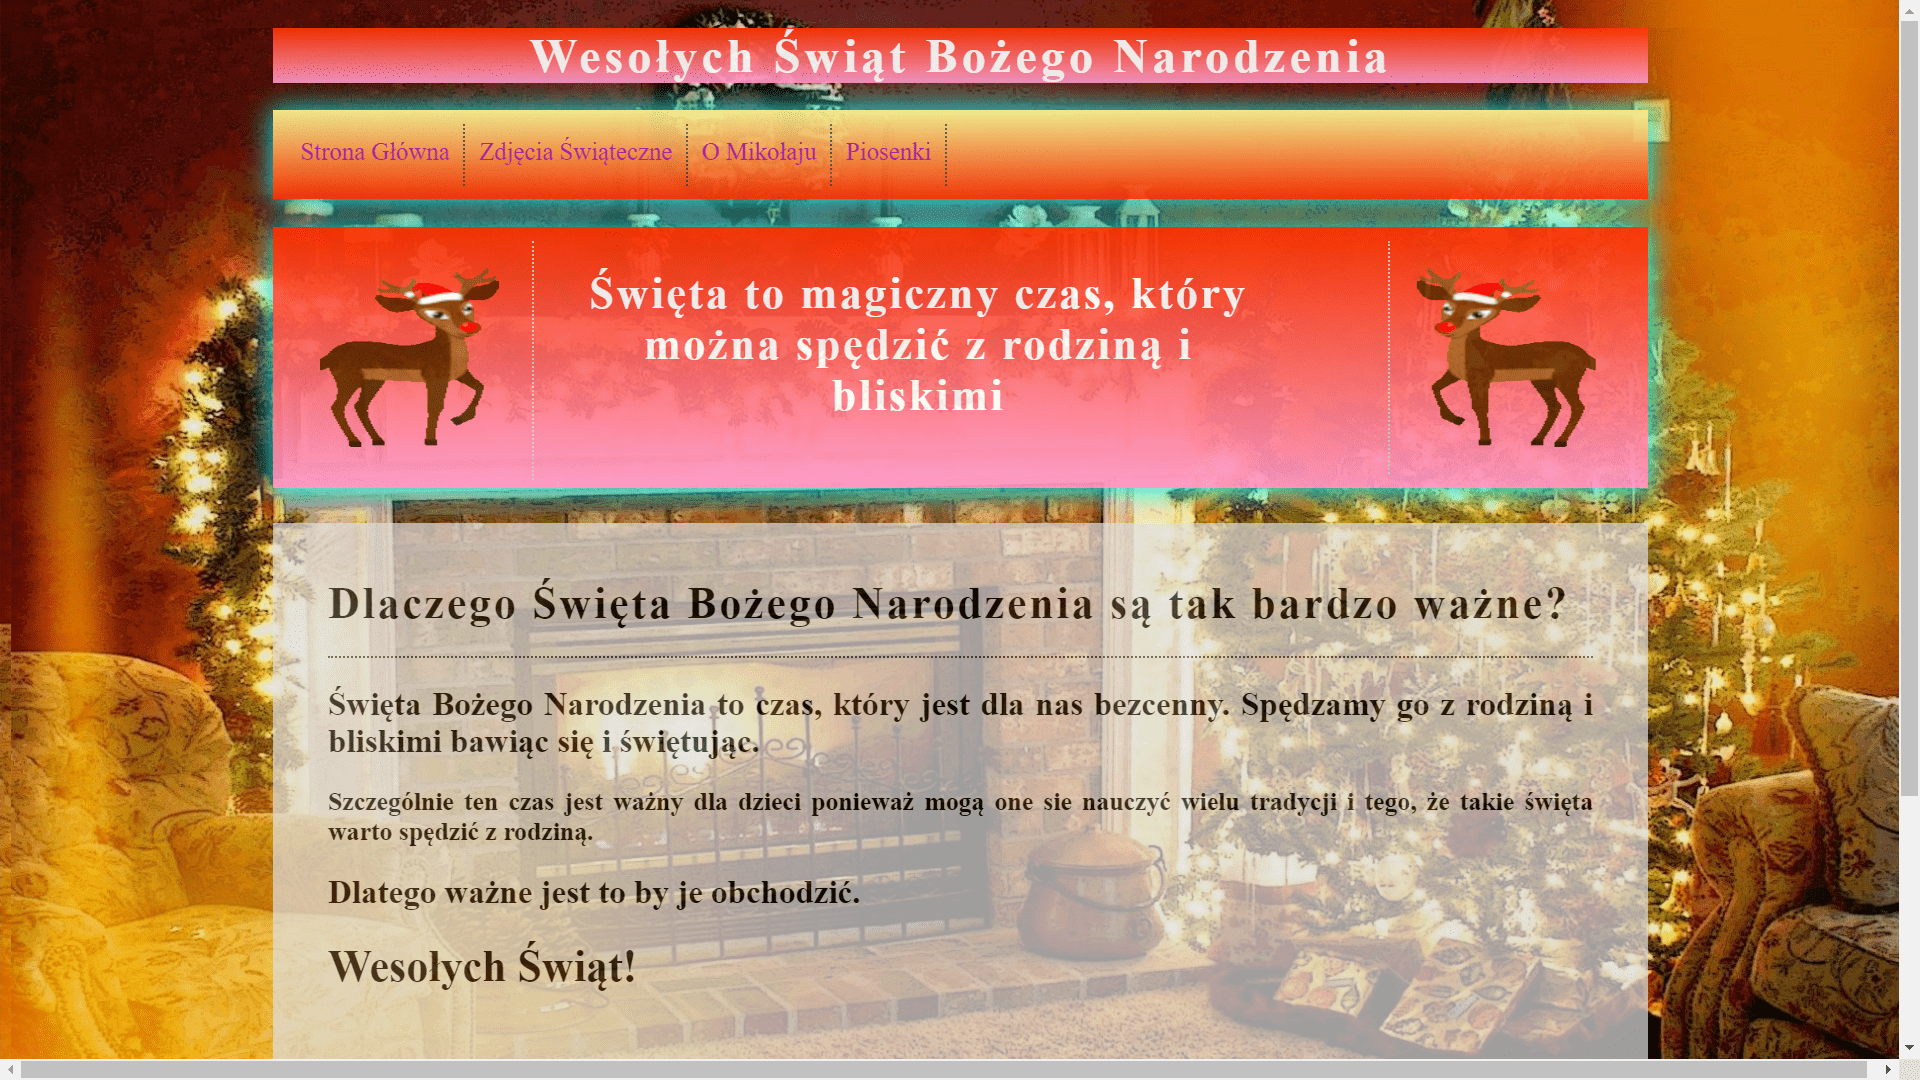 Wesołych Świąt Bożego Narodzenia
Strona Główna
Zdjęcia Świąteczne
O Mikołaju
Piosenki
Święta to magiczny czas, który
można spędzić z rodziną i
bliskimi
Dlaczego Święta Bożego Narodzenia są tak bardzo ważne?
Święta Bożego Narodzenia to czas, który jest dla nas bezcenny. Spędzamy go z rodziną i
bliskimi bawiąc się i świętując.
Szczególnie ten czas jest ważny dla dzieci ponieważ mogą one sie nauczyć wielu tradycji i tego, że takie święta
warto spędzić z rodziną.
Dlatego ważne jest to by je obchodzić.
Wesołych Świąt!